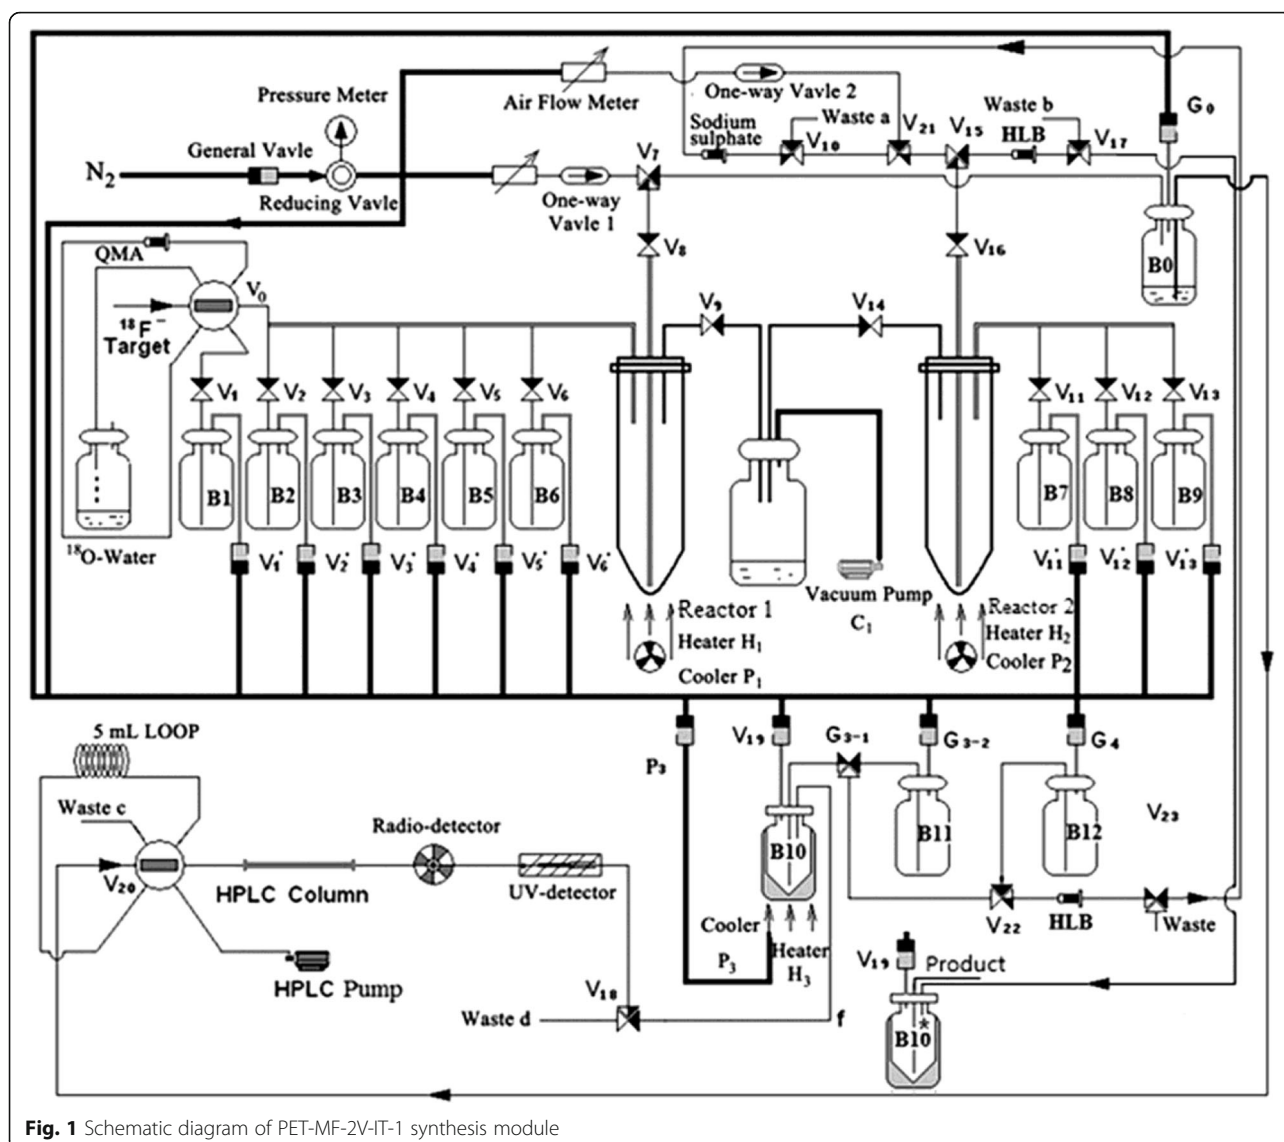 Pressure Meter
General Vavle
N2
Reducing Vavle
Air Flow Meter
One-way Vavle 2
One-way
Vavle 1
V7
Sodium
sulphate
Waste a
V10
V21
V15
Waste b
HLB
V17
G0
QMA
V0
18F−
Target
V8
V16
B0
V9
V14
V1
V2
V3
V4
V5
V6
V11
V12
V13
B1
B2
B3
B4
B5
B6
B7
B8
B9
18O-Water
V1'
V2'
V3'
V4'
V5'
V6'
V11'
V12'
V13'
Vacuum Pump
C1
Reactor 1
Heater H1
Cooler P1
Reactor 2
Heater H2
Cooler P2
5 mL LOOP
P3
V19
G3-1
G3-2
G4
Waste c
V20
HPLC Column
Radio-detector
UV-detector
HPLC Pump
B10
B11
B12
V23
Cooler
P3
Heater
H3
V22
HLB
Waste
V18
Waste d
f
V19
Product
B10*
Fig. 1 Schematic diagram of PET-MF-2V-IT-1 synthesis module